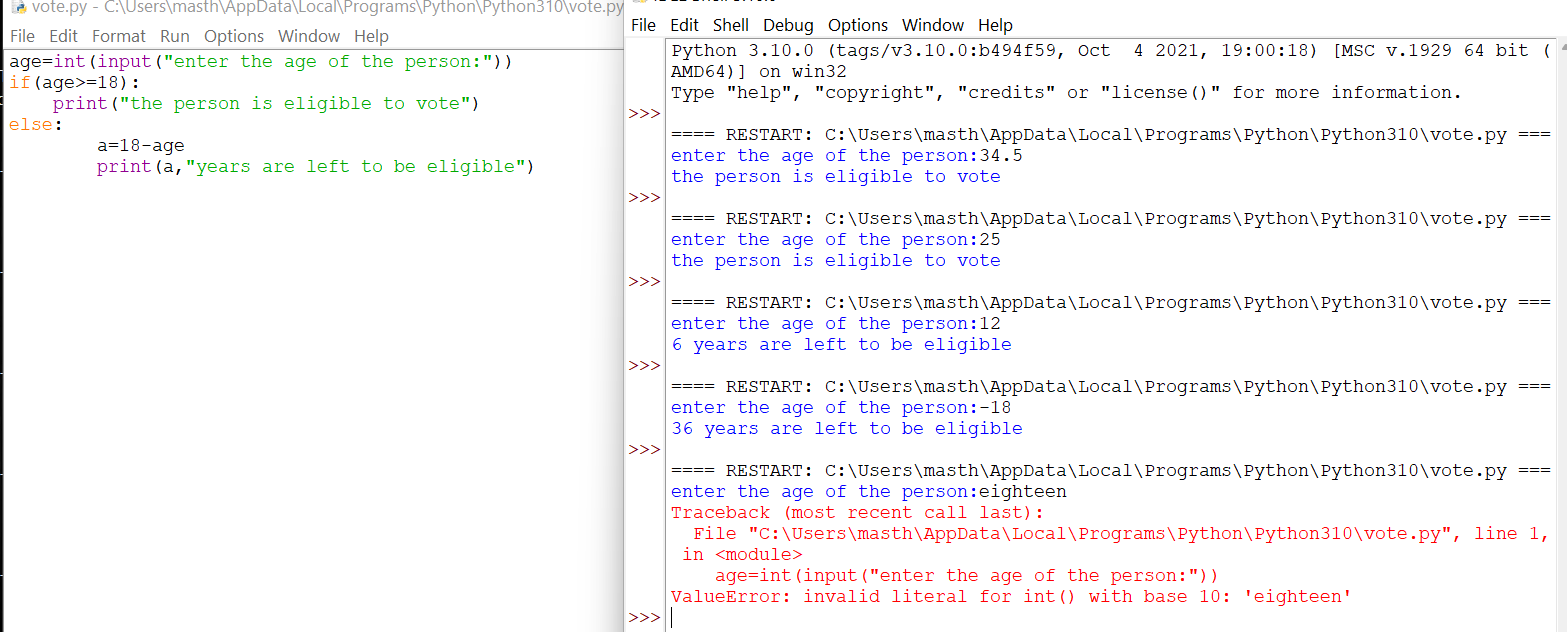 vote.py - C:\Users\masth\AppData\Local\Programs\Python\Python310\vote.py
File Edit Format Run Options Window Help
age=int(input("enter the age of the person:"))
if(age>=18):
    print("the person is eligible to vote")
else:
        a=18-age
        print(a,"years are left to be eligible")
File Edit Shell Debug Options Window Help
Python 3.10.0 (tags/v3.10.0:b494f59, Oct  4 2021, 19:00:18) [MSC v.1929 64 bit (
AMD64)] on win32
Type "help", "copyright", "credits" or "license()" for more information.
>>>
==== RESTART: C:\Users\masth\AppData\Local\Programs\Python\Python310\vote.py ===
enter the age of the person:34.5
the person is eligible to vote
>>>
==== RESTART: C:\Users\masth\AppData\Local\Programs\Python\Python310\vote.py ===
enter the age of the person:25
the person is eligible to vote
>>>
==== RESTART: C:\Users\masth\AppData\Local\Programs\Python\Python310\vote.py ===
enter the age of the person:12
6 years are left to be eligible
>>>
==== RESTART: C:\Users\masth\AppData\Local\Programs\Python\Python310\vote.py ===
enter the age of the person:-18
36 years are left to be eligible
>>>
==== RESTART: C:\Users\masth\AppData\Local\Programs\Python\Python310\vote.py ===
enter the age of the person:eighteen
Traceback (most recent call last):
  File "C:\Users\masth\AppData\Local\Programs\Python\Python310\vote.py", line 1,
 in <module>
    age=int(input("enter the age of the person:"))
ValueError: invalid literal for int() with base 10: 'eighteen'
>>>